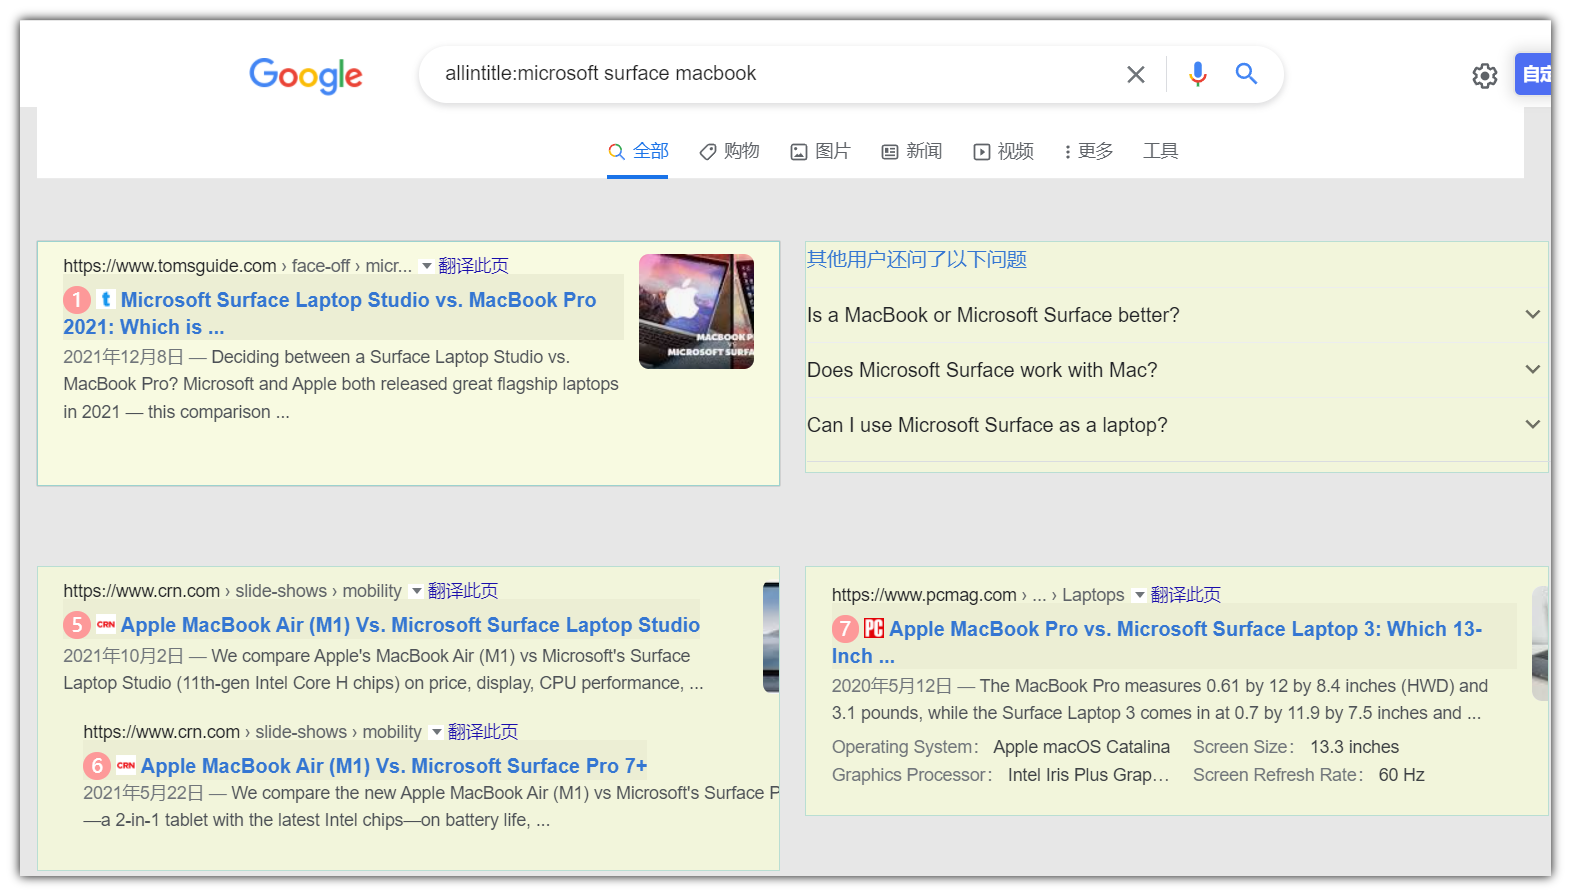 Google
allintitle:microsoft surface macbook
自定
全部
购物
图片
新闻
视频
更多
工具
https://www.tomsguide.com › face-off › micr... 翻译此页
1 Microsoft Surface Laptop Studio vs. MacBook Pro
2021: Which is ...
2021年12月8日 — Deciding between a Surface Laptop Studio vs.
MacBook Pro? Microsoft and Apple both released great flagship laptops
in 2021 — this comparison ...
MACBOOK P
MICROSOFT SURFA
其他用户还问了以下问题
Is a MacBook or Microsoft Surface better?
Does Microsoft Surface work with Mac?
Can I use Microsoft Surface as a laptop?
https://www.crn.com › slide-shows › mobility 翻译此页
5 CRN Apple MacBook Air (M1) Vs. Microsoft Surface Laptop Studio
2021年10月2日 — We compare Apple's MacBook Air (M1) vs Microsoft's Surface
Laptop Studio (11th-gen Intel Core H chips) on price, display, CPU performance, ...
https://www.crn.com › slide-shows › mobility 翻译此页
6 CRN Apple MacBook Air (M1) Vs. Microsoft Surface Pro 7+
2021年5月22日 — We compare the new Apple MacBook Air (M1) vs Microsoft's Surface P
—a 2-in-1 tablet with the latest Intel chips—on battery life, ...
https://www.pcmag.com › ... › Laptops 翻译此页
7 PC Apple MacBook Pro vs. Microsoft Surface Laptop 3: Which 13-
Inch ...
2020年5月12日 — The MacBook Pro measures 0.61 by 12 by 8.4 inches (HWD) and
3.1 pounds, while the Surface Laptop 3 comes in at 0.7 by 11.9 by 7.5 inches and ...
Operating System： Apple macOS Catalina Screen Size： 13.3 inches
Graphics Processor： Intel Iris Plus Grap… Screen Refresh Rate： 60 Hz